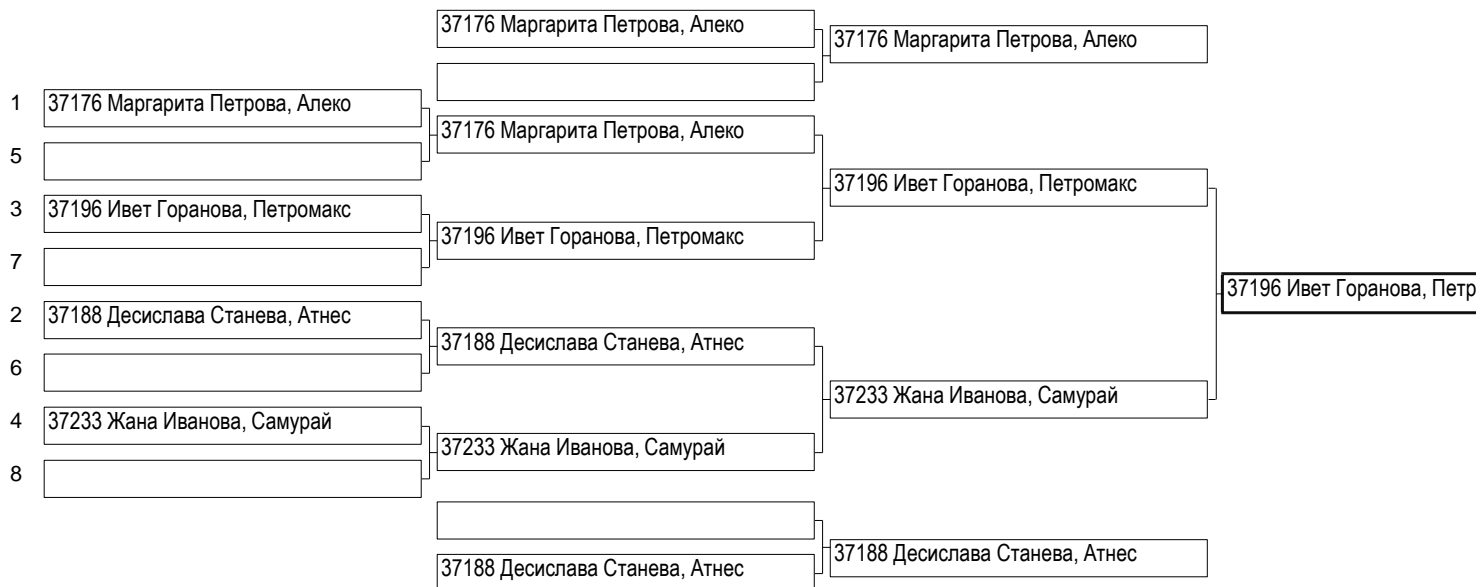 37176 Маргарита Петрова, Алеко
37176 Маргарита Петрова, Алеко
1 37176 Маргарита Петрова, Алеко
37176 Маргарита Петрова, Алеко
5
37196 Ивет Горанова, Петромакс
3 37196 Ивет Горанова, Петромакс
37196 Ивет Горанова, Петромакс
7
37196 Ивет Горанова, Петр
2 37188 Десислава Станева, Атнес
37188 Десислава Станева, Атнес
6
37233 Жана Иванова, Самурай
4 37233 Жана Иванова, Самурай
37233 Жана Иванова, Самурай
8
37188 Десислава Станева, Атнес
37188 Десислава Станева, Атнес